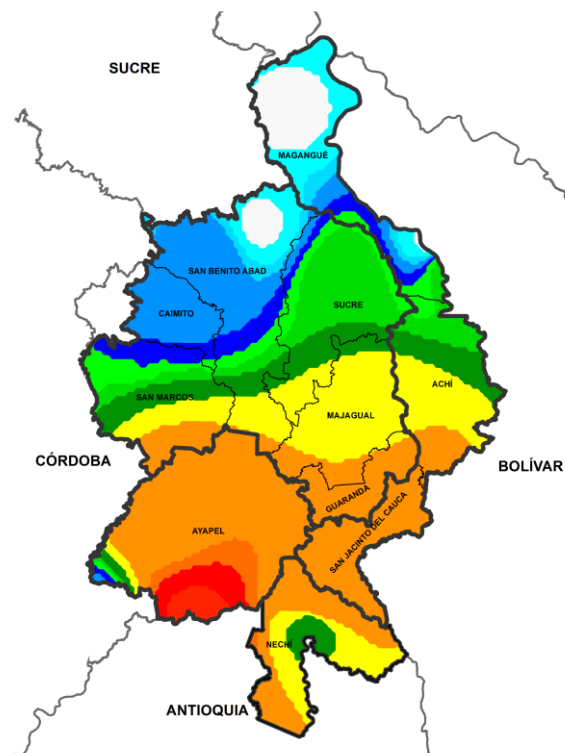 SUCRE
MAGANGUÉ
SAN BENITO ABAD
CAIMITO
SUCRE
SAN MARCOS
ACHÍ
MAJAGUAL
CÓRDOBA
BOLÍVAR
GUARANDA
AYAPEL
SAN JACINTO DEL CAUCA
NECHÍ
ANTIOQUIA